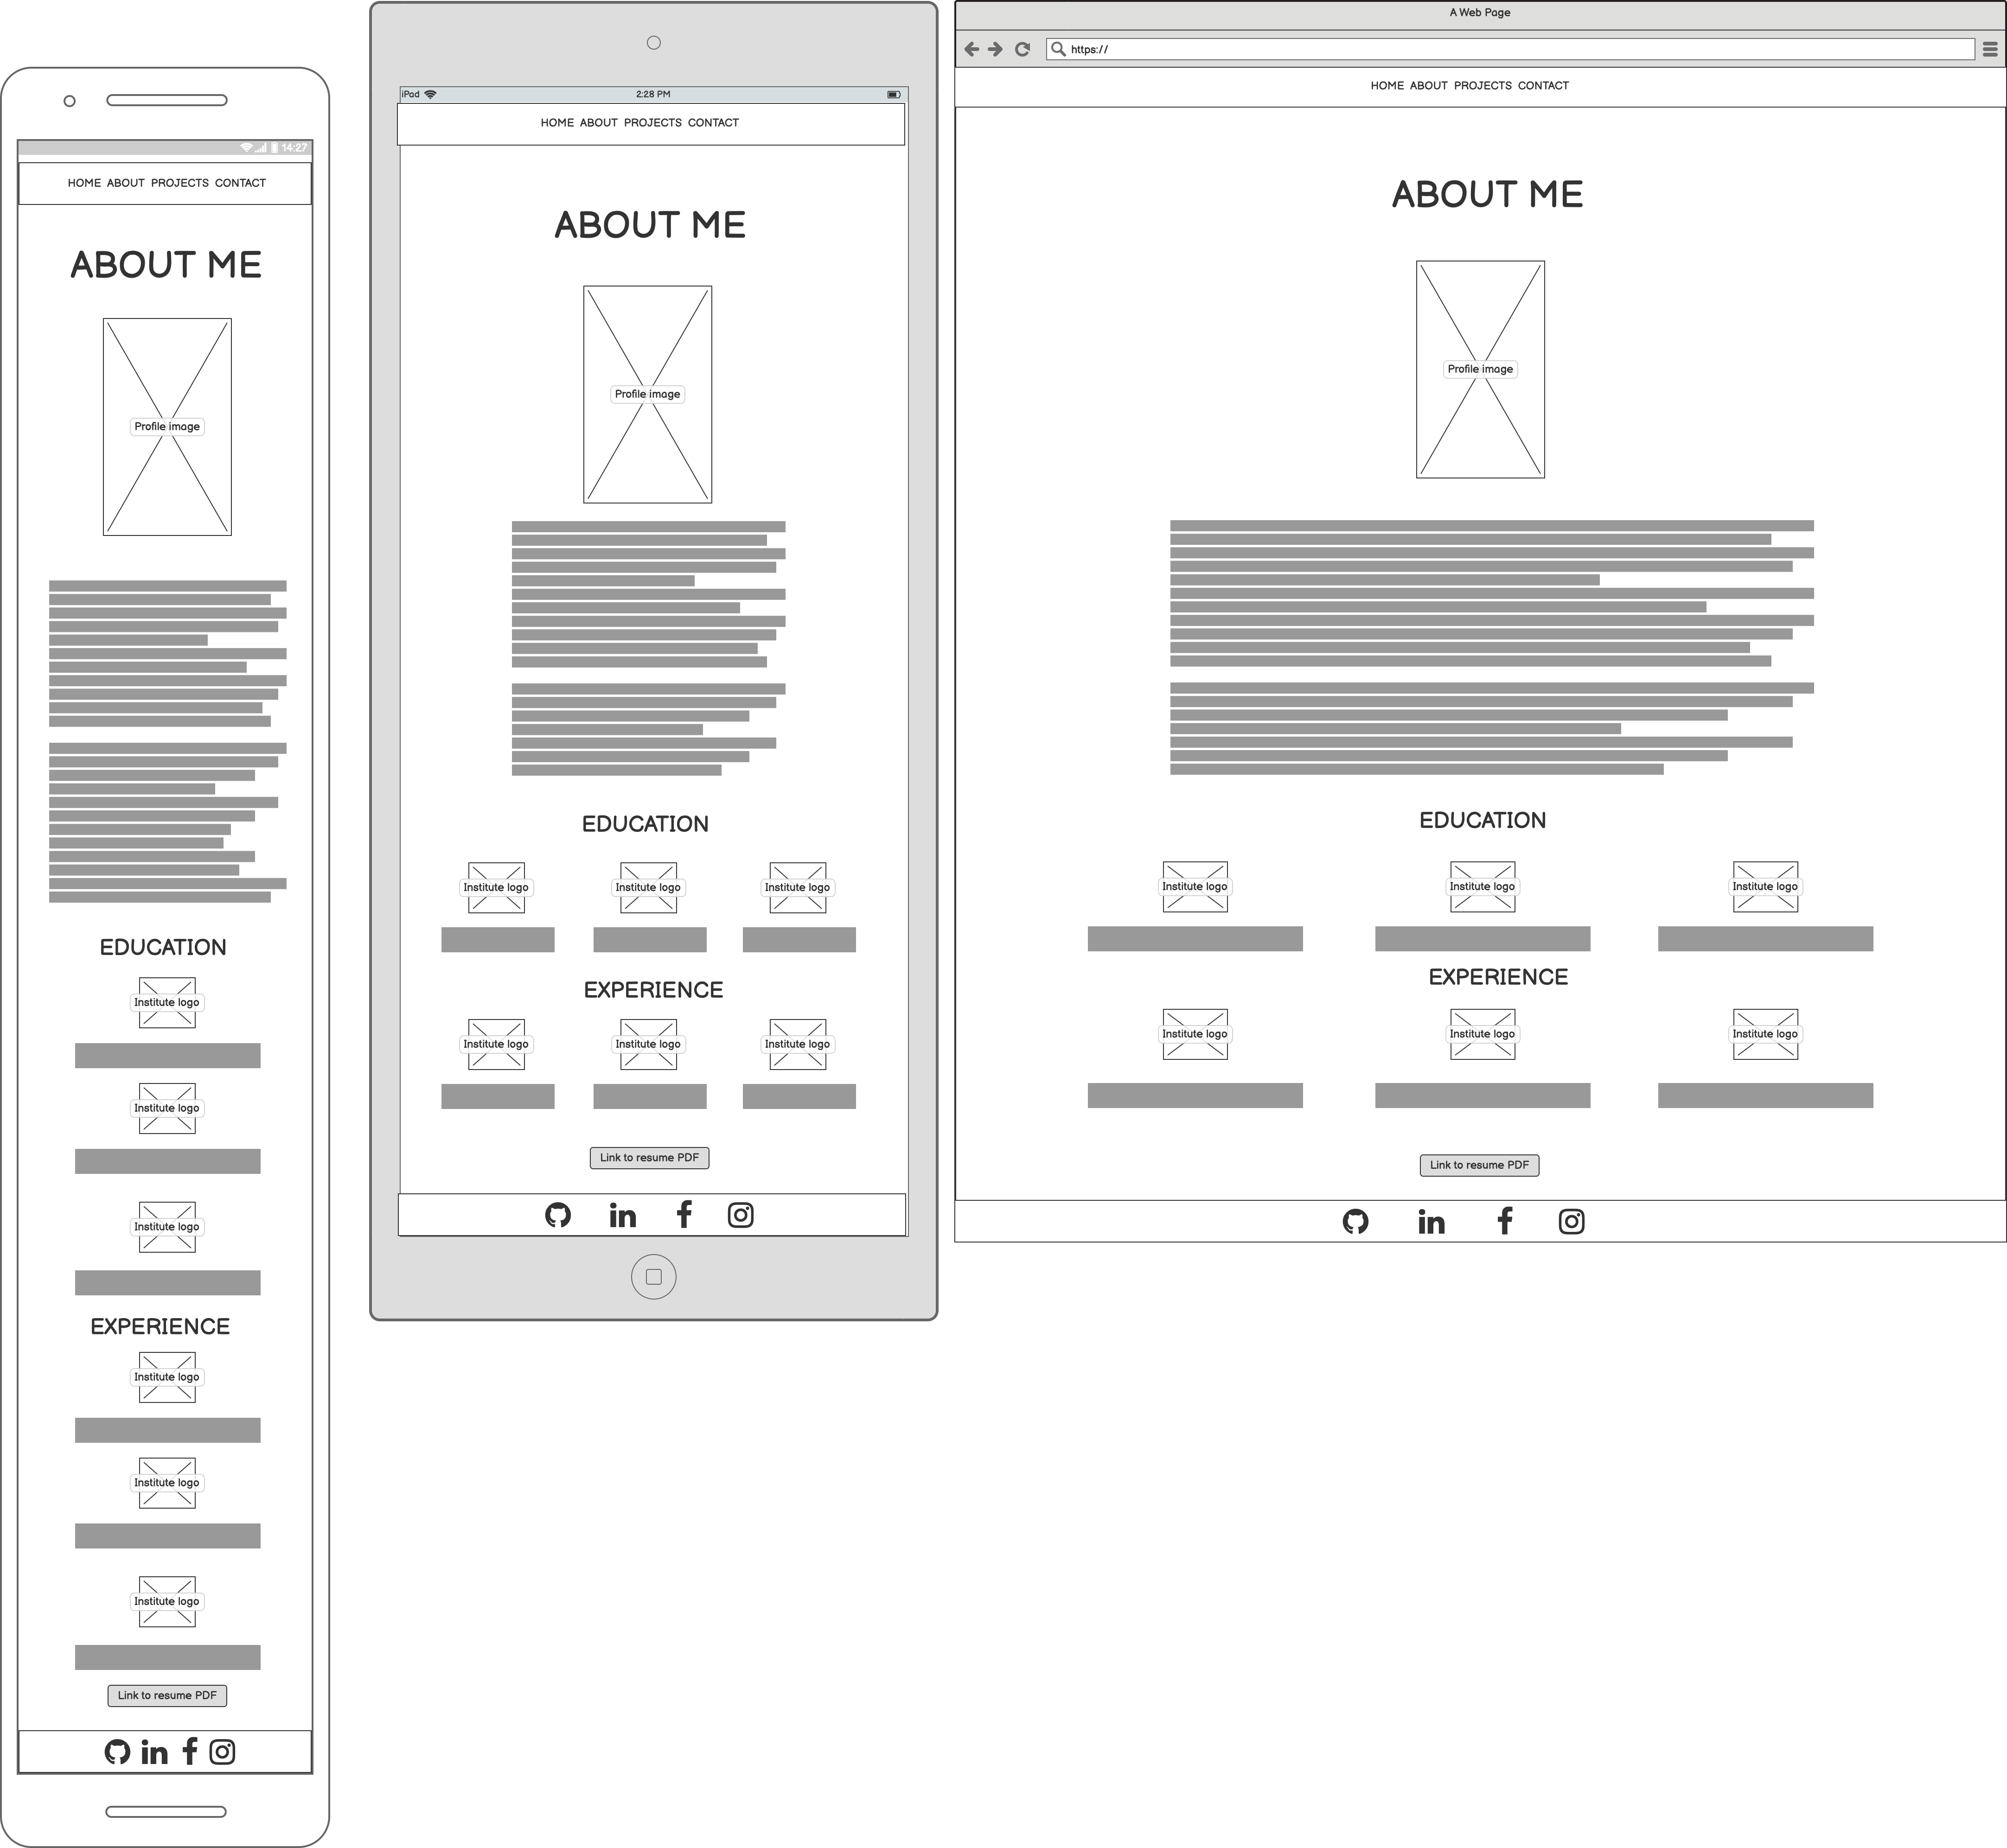 14:27
HOME ABOUT PROJECTS CONTACT
ABOUT ME
Profile image
EDUCATION
Institute logo
Institute logo
Institute logo
EXPERIENCE
Institute logo
Institute logo
Institute logo
Link to resume PDF
in f
iPad 2:28 PM
HOME ABOUT PROJECTS CONTACT
ABOUT ME
Profile image
EDUCATION
Institute logo Institute logo Institute logo
EXPERIENCE
Institute logo Institute logo Institute logo
Link to resume PDF
in f
A Web Page
https://
HOME ABOUT PROJECTS CONTACT
ABOUT ME
Profile image
EDUCATION
Institute logo Institute logo Institute logo
EXPERIENCE
Institute logo Institute logo Institute logo
Link to resume PDF
in f